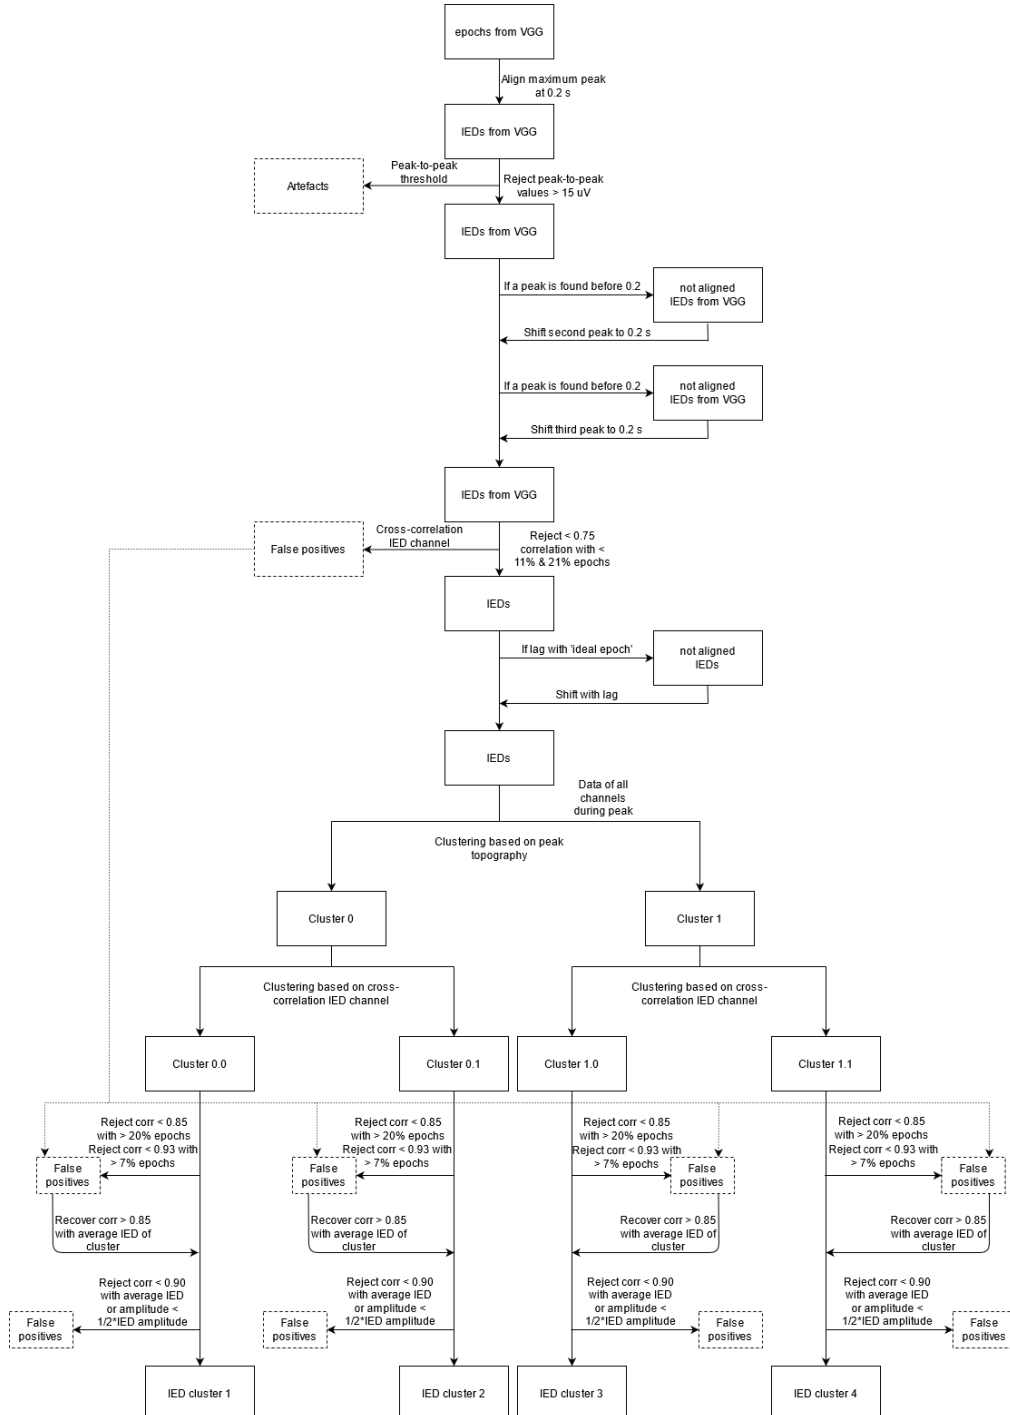 epochs from VGG
Align maximum peak
at 0.2 s
IEDs from VGG
Peak-to-peak
threshold
Artefacts
Reject peak-to-peak
values > 15 uV
IEDs from VGG
If a peak is found before 0.2
not aligned
IEDs from VGG
Shift second peak to 0.2 s
If a peak is found before 0.2
not aligned
IEDs from VGG
Shift third peak to 0.2 s
IEDs from VGG
Cross-correlation
IED channel
False positives
Reject < 0.75
correlation with <
11% & 21% epochs
IEDs
If lag with 'ideal epoch'
not aligned
IEDs
Shift with lag
IEDs
Data of all
channels
during peak
Clustering based on peak
topography
Cluster 0
Cluster 1
Clustering based on cross-
correlation IED channel
Clustering based on cross-
correlation IED channel
Cluster 0.0
Cluster 0.1
Cluster 1.0
Cluster 1.1
Reject corr < 0.85
with > 20% epochs
Reject corr < 0.93 with
> 7% epochs
False
positives
Reject corr < 0.85
with > 20% epochs
Reject corr < 0.93 with
> 7% epochs
False
positives
Reject corr < 0.85
with > 20% epochs
Reject corr < 0.93 with
> 7% epochs
False
positives
Reject corr < 0.85
with > 20% epochs
Reject corr < 0.93 with
> 7% epochs
False
positives
Recover corr > 0.85
with average IED of
cluster
Recover corr > 0.85
with average IED of
cluster
Recover corr > 0.85
with average IED of
cluster
Recover corr > 0.85
with average IED of
cluster
Reject corr < 0.90
with average IED
or amplitude <
1/2*IED amplitude
False
positives
Reject corr < 0.90
with average IED
or amplitude <
1/2*IED amplitude
False
positives
Reject corr < 0.90
with average IED
or amplitude <
1/2*IED amplitude
False
positives
Reject corr < 0.90
with average IED
or amplitude <
1/2*IED amplitude
False
positives
IED cluster 1
IED cluster 2
IED cluster 3
IED cluster 4